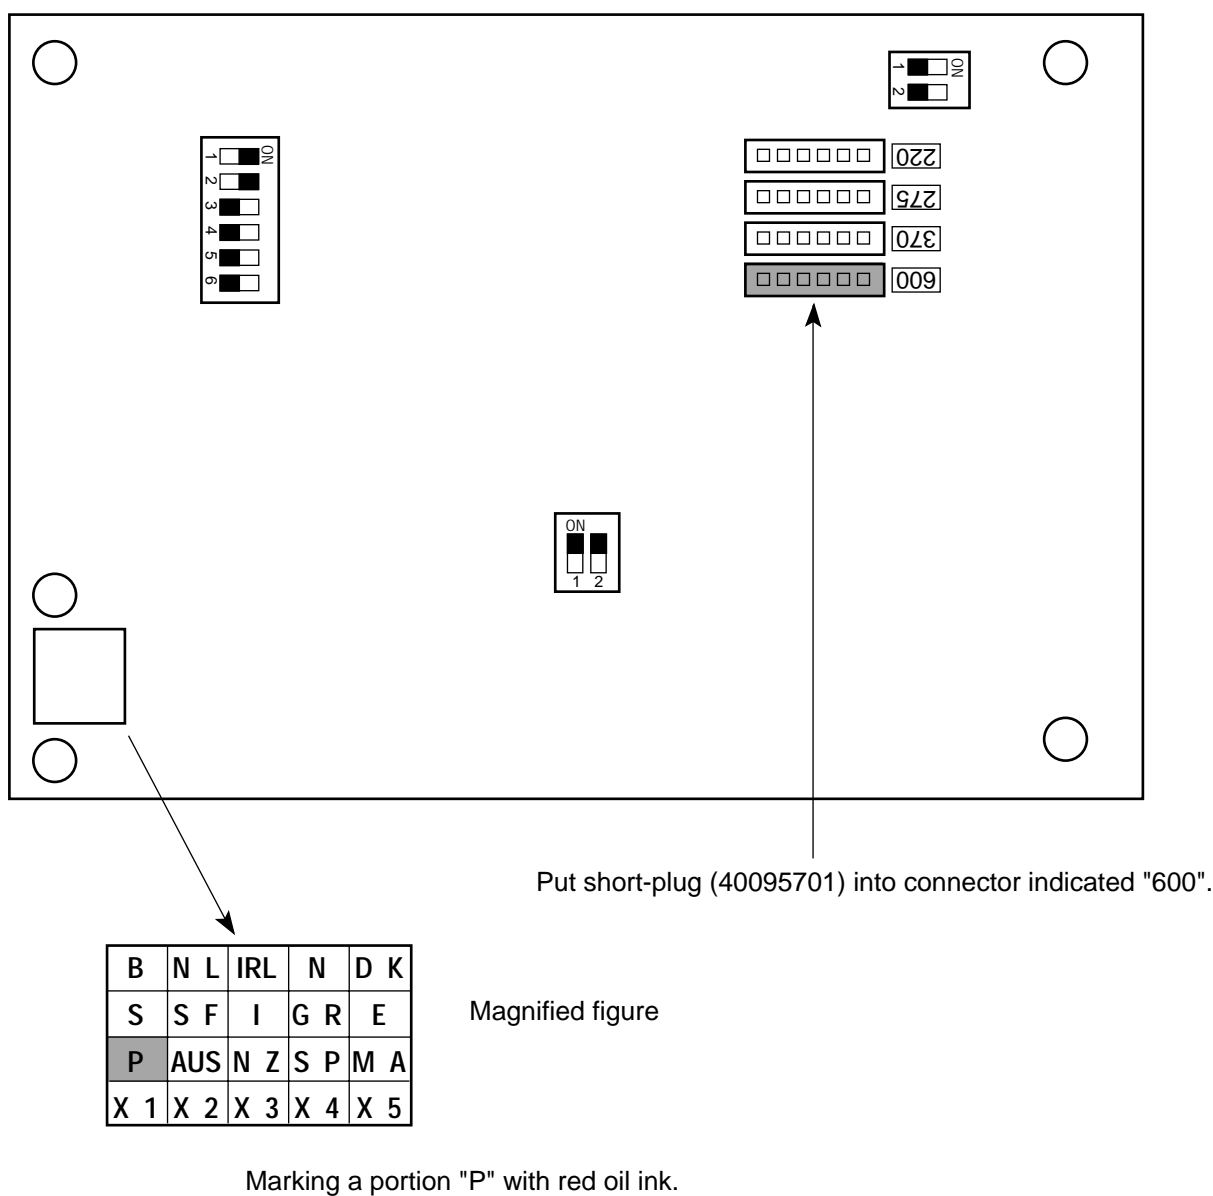 1 ON
2
1 ON
2
3
4
5
6
220
275
370
600
ON
1 2
Put short-plug (40095701) into connector indicated "600".
B N L IRL N D K
S S F I G R E
P AUS N Z S P M A
X 1 X 2 X 3 X 4 X 5
Magnified figure
Marking a portion "P" with red oil ink.